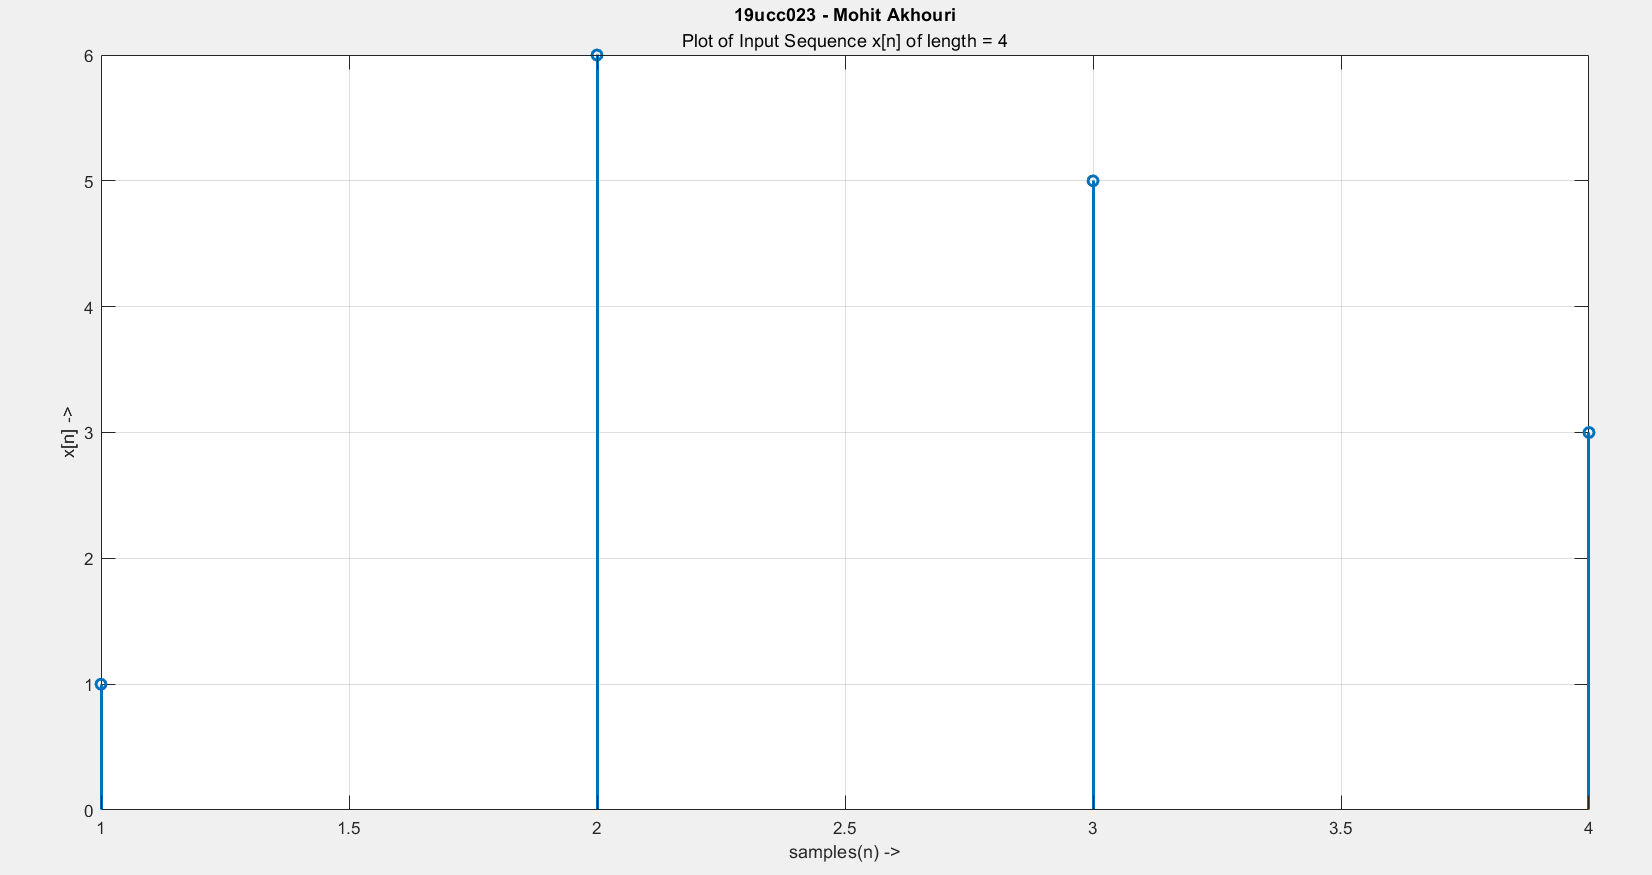 19ucc023 - Mohit Akhouri
Plot of Input Sequence x[n] of length = 4
6
5
4
3
2
1
0
x[n] ->
1 1.5 2 2.5 3 3.5 4
samples(n) ->